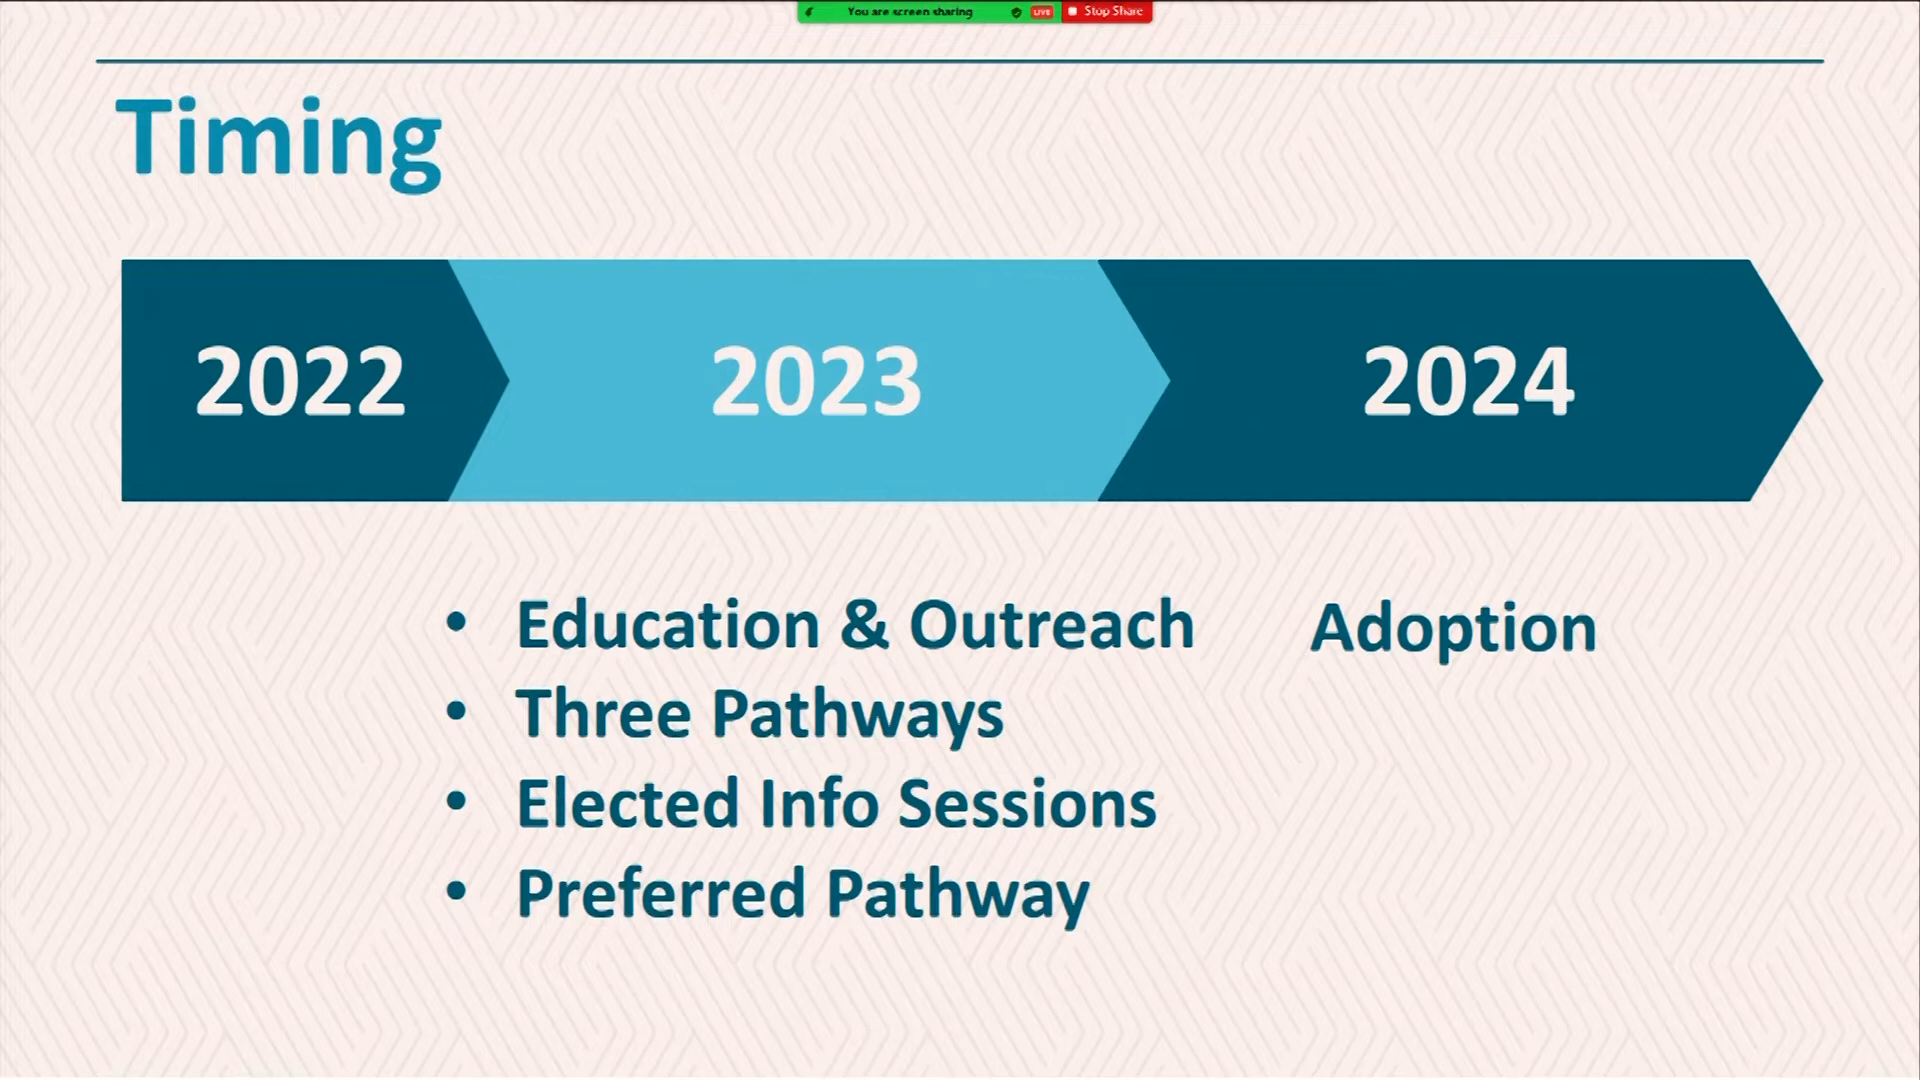 You are screen sharing LIVE Stop Share
Timing
2022 2023 2024
• Education & Outreach
Adoption
• Three Pathways
• Elected Info Sessions
• Preferred Pathway